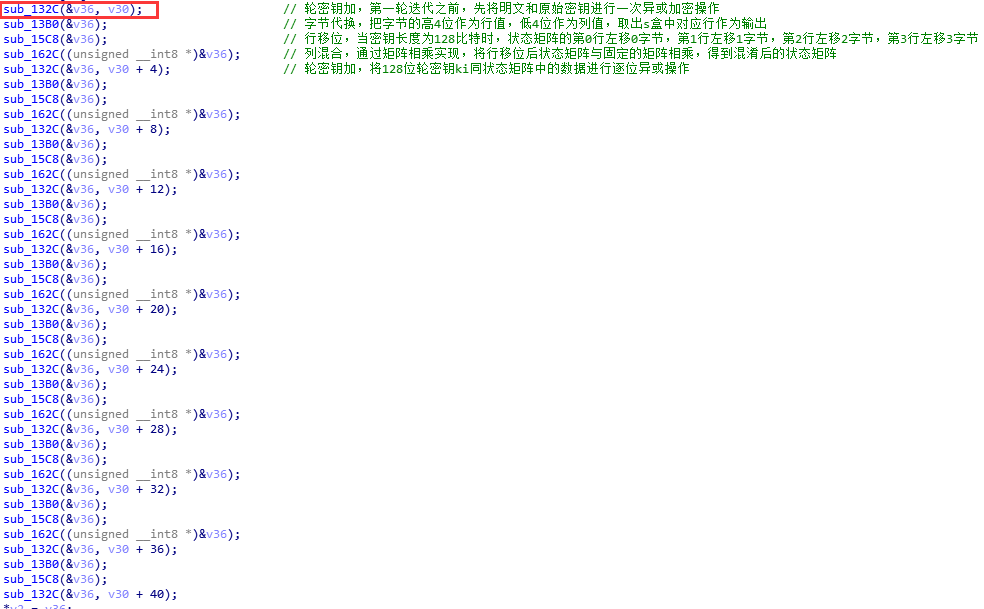 sub_132C(&v36, v30);                    // 轮密钥加，第一轮迭代之前，先将明文和原始密钥进行一次异或加密操作
sub_13B0(&v36);                         // 字节代换，把字节的高4位作为行值，低4位作为列值，取出s盒中对应行作为输出
sub_15C8(&v36);                         // 行移位，当密钥长度为128比特时，状态矩阵的第0行左移0字节，第1行左移1字节，第2行左移2字节，第3行左移3字节
sub_162C((unsigned __int8 *)&v36);      // 列混合，通过矩阵相乘实现，将行移位后状态矩阵与固定的矩阵相乘，得到混淆后的状态矩阵
sub_132C(&v36, v30 + 4);                // 轮密钥加，将128位轮密钥ki同状态矩阵中的数据进行逐位异或操作
sub_13B0(&v36);
sub_15C8(&v36);
sub_162C((unsigned __int8 *)&v36);
sub_132C(&v36, v30 + 8);
sub_13B0(&v36);
sub_15C8(&v36);
sub_162C((unsigned __int8 *)&v36);
sub_132C(&v36, v30 + 12);
sub_13B0(&v36);
sub_15C8(&v36);
sub_162C((unsigned __int8 *)&v36);
sub_132C(&v36, v30 + 16);
sub_13B0(&v36);
sub_15C8(&v36);
sub_162C((unsigned __int8 *)&v36);
sub_132C(&v36, v30 + 20);
sub_13B0(&v36);
sub_15C8(&v36);
sub_162C((unsigned __int8 *)&v36);
sub_132C(&v36, v30 + 24);
sub_13B0(&v36);
sub_15C8(&v36);
sub_162C((unsigned __int8 *)&v36);
sub_132C(&v36, v30 + 28);
sub_13B0(&v36);
sub_15C8(&v36);
sub_162C((unsigned __int8 *)&v36);
sub_132C(&v36, v30 + 32);
sub_13B0(&v36);
sub_15C8(&v36);
sub_162C((unsigned __int8 *)&v36);
sub_132C(&v36, v30 + 36);
sub_13B0(&v36);
sub_15C8(&v36);
sub_132C(&v36, v30 + 40);
*v2 = v36;